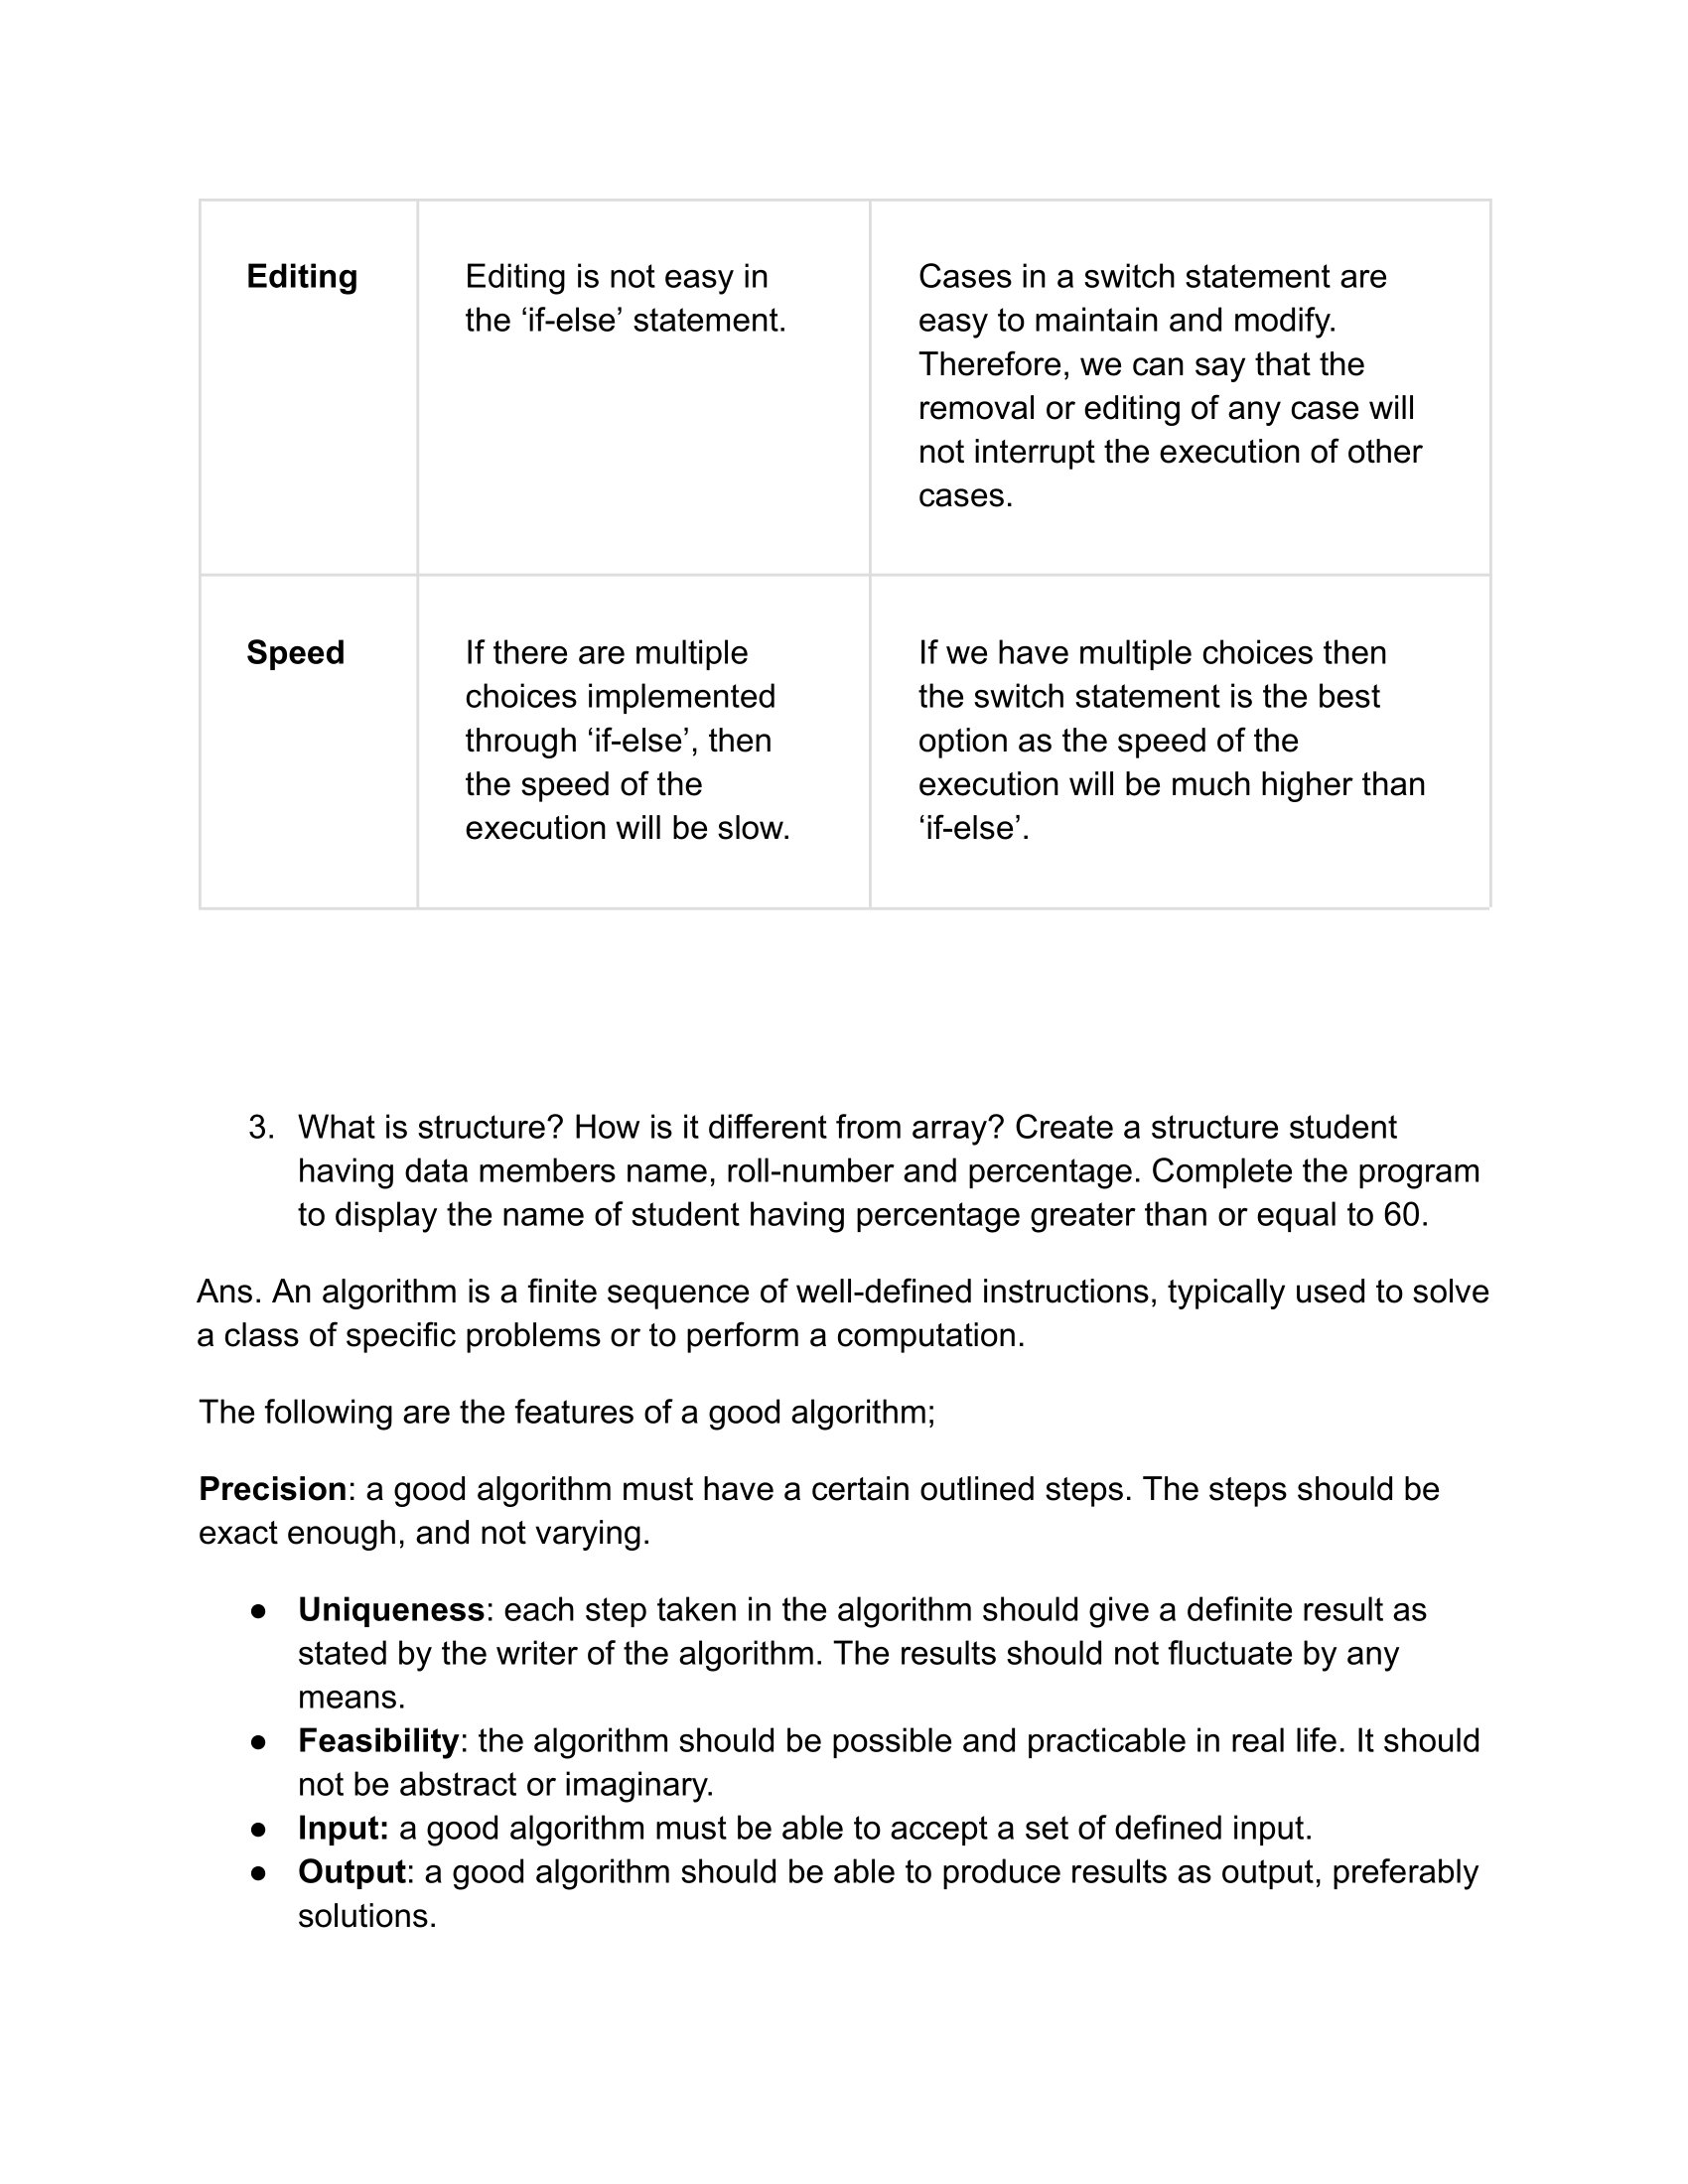 Editing
Editing is not easy in
the ‘if-else’ statement.
Cases in a switch statement are
easy to maintain and modify.
Therefore, we can say that the
removal or editing of any case will
not interrupt the execution of other
cases.
Speed
If there are multiple
choices implemented
through ‘if-else’, then
the speed of the
execution will be slow.
If we have multiple choices then
the switch statement is the best
option as the speed of the
execution will be much higher than
‘if-else’.
3. What is structure? How is it different from array? Create a structure student
having data members name, roll-number and percentage. Complete the program
to display the name of student having percentage greater than or equal to 60.
Ans. An algorithm is a finite sequence of well-defined instructions, typically used to solve
a class of specific problems or to perform a computation.
The following are the features of a good algorithm;
Precision: a good algorithm must have a certain outlined steps. The steps should be
exact enough, and not varying.
● Uniqueness: each step taken in the algorithm should give a definite result as
stated by the writer of the algorithm. The results should not fluctuate by any
means.
● Feasibility: the algorithm should be possible and practicable in real life. It should
not be abstract or imaginary.
● Input: a good algorithm must be able to accept a set of defined input.
● Output: a good algorithm should be able to produce results as output, preferably
solutions.